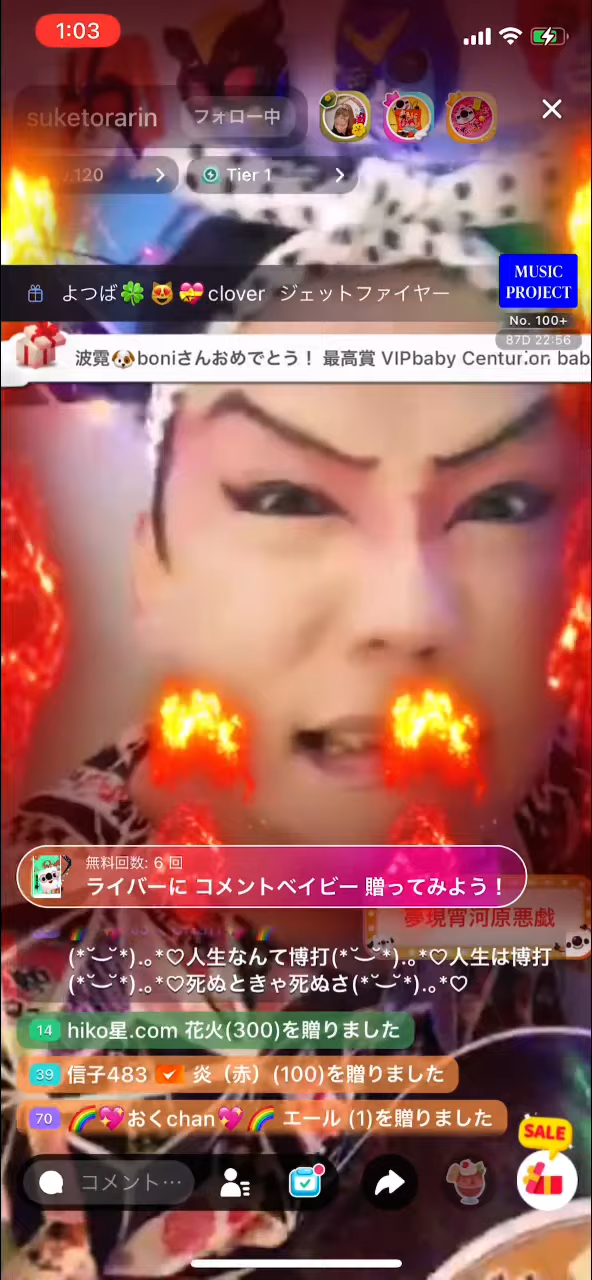 1:03
suketorarin フォロー中
.120
Tier 1
よつば🍀😻💝clover ジェットファイヤー
MUSIC
PROJECT
No. 100+
87D 22:56
波霓🐶boniさんおめでとう！ 最高賞 VIPbaby Centurion bab
無料回数: 6 回
ライバーに コメントベイビー 贈ってみよう！
夢現宵河原悪戯
(*˘︶˘*).｡*♡人生なんて博打(*˘︶˘*).｡*♡人生は博打
(*˘︶˘*).｡*♡死ぬときゃ死ぬさ(*˘︶˘*).｡*♡
14 hiko星.com 花火(300)を贈りました
39 信子483 炎（赤）(100)を贈りました
70 🌈💖おくchan💖🌈 エール (1)を贈りました
SALE
コメント…